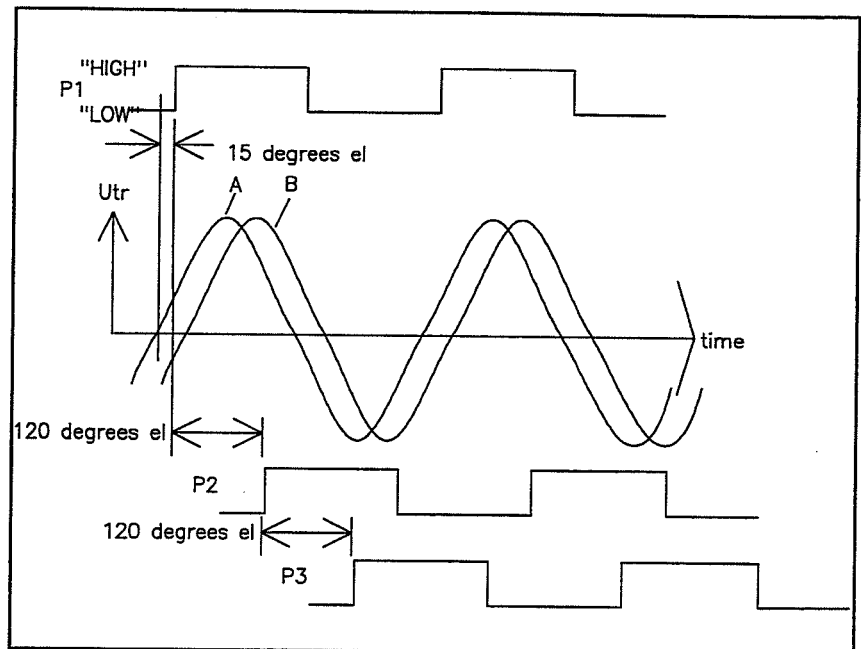 "HIGH"
P1
"LOW"
15 degrees el
A B
Utr
time
120 degrees el
P2
120 degrees el
P3